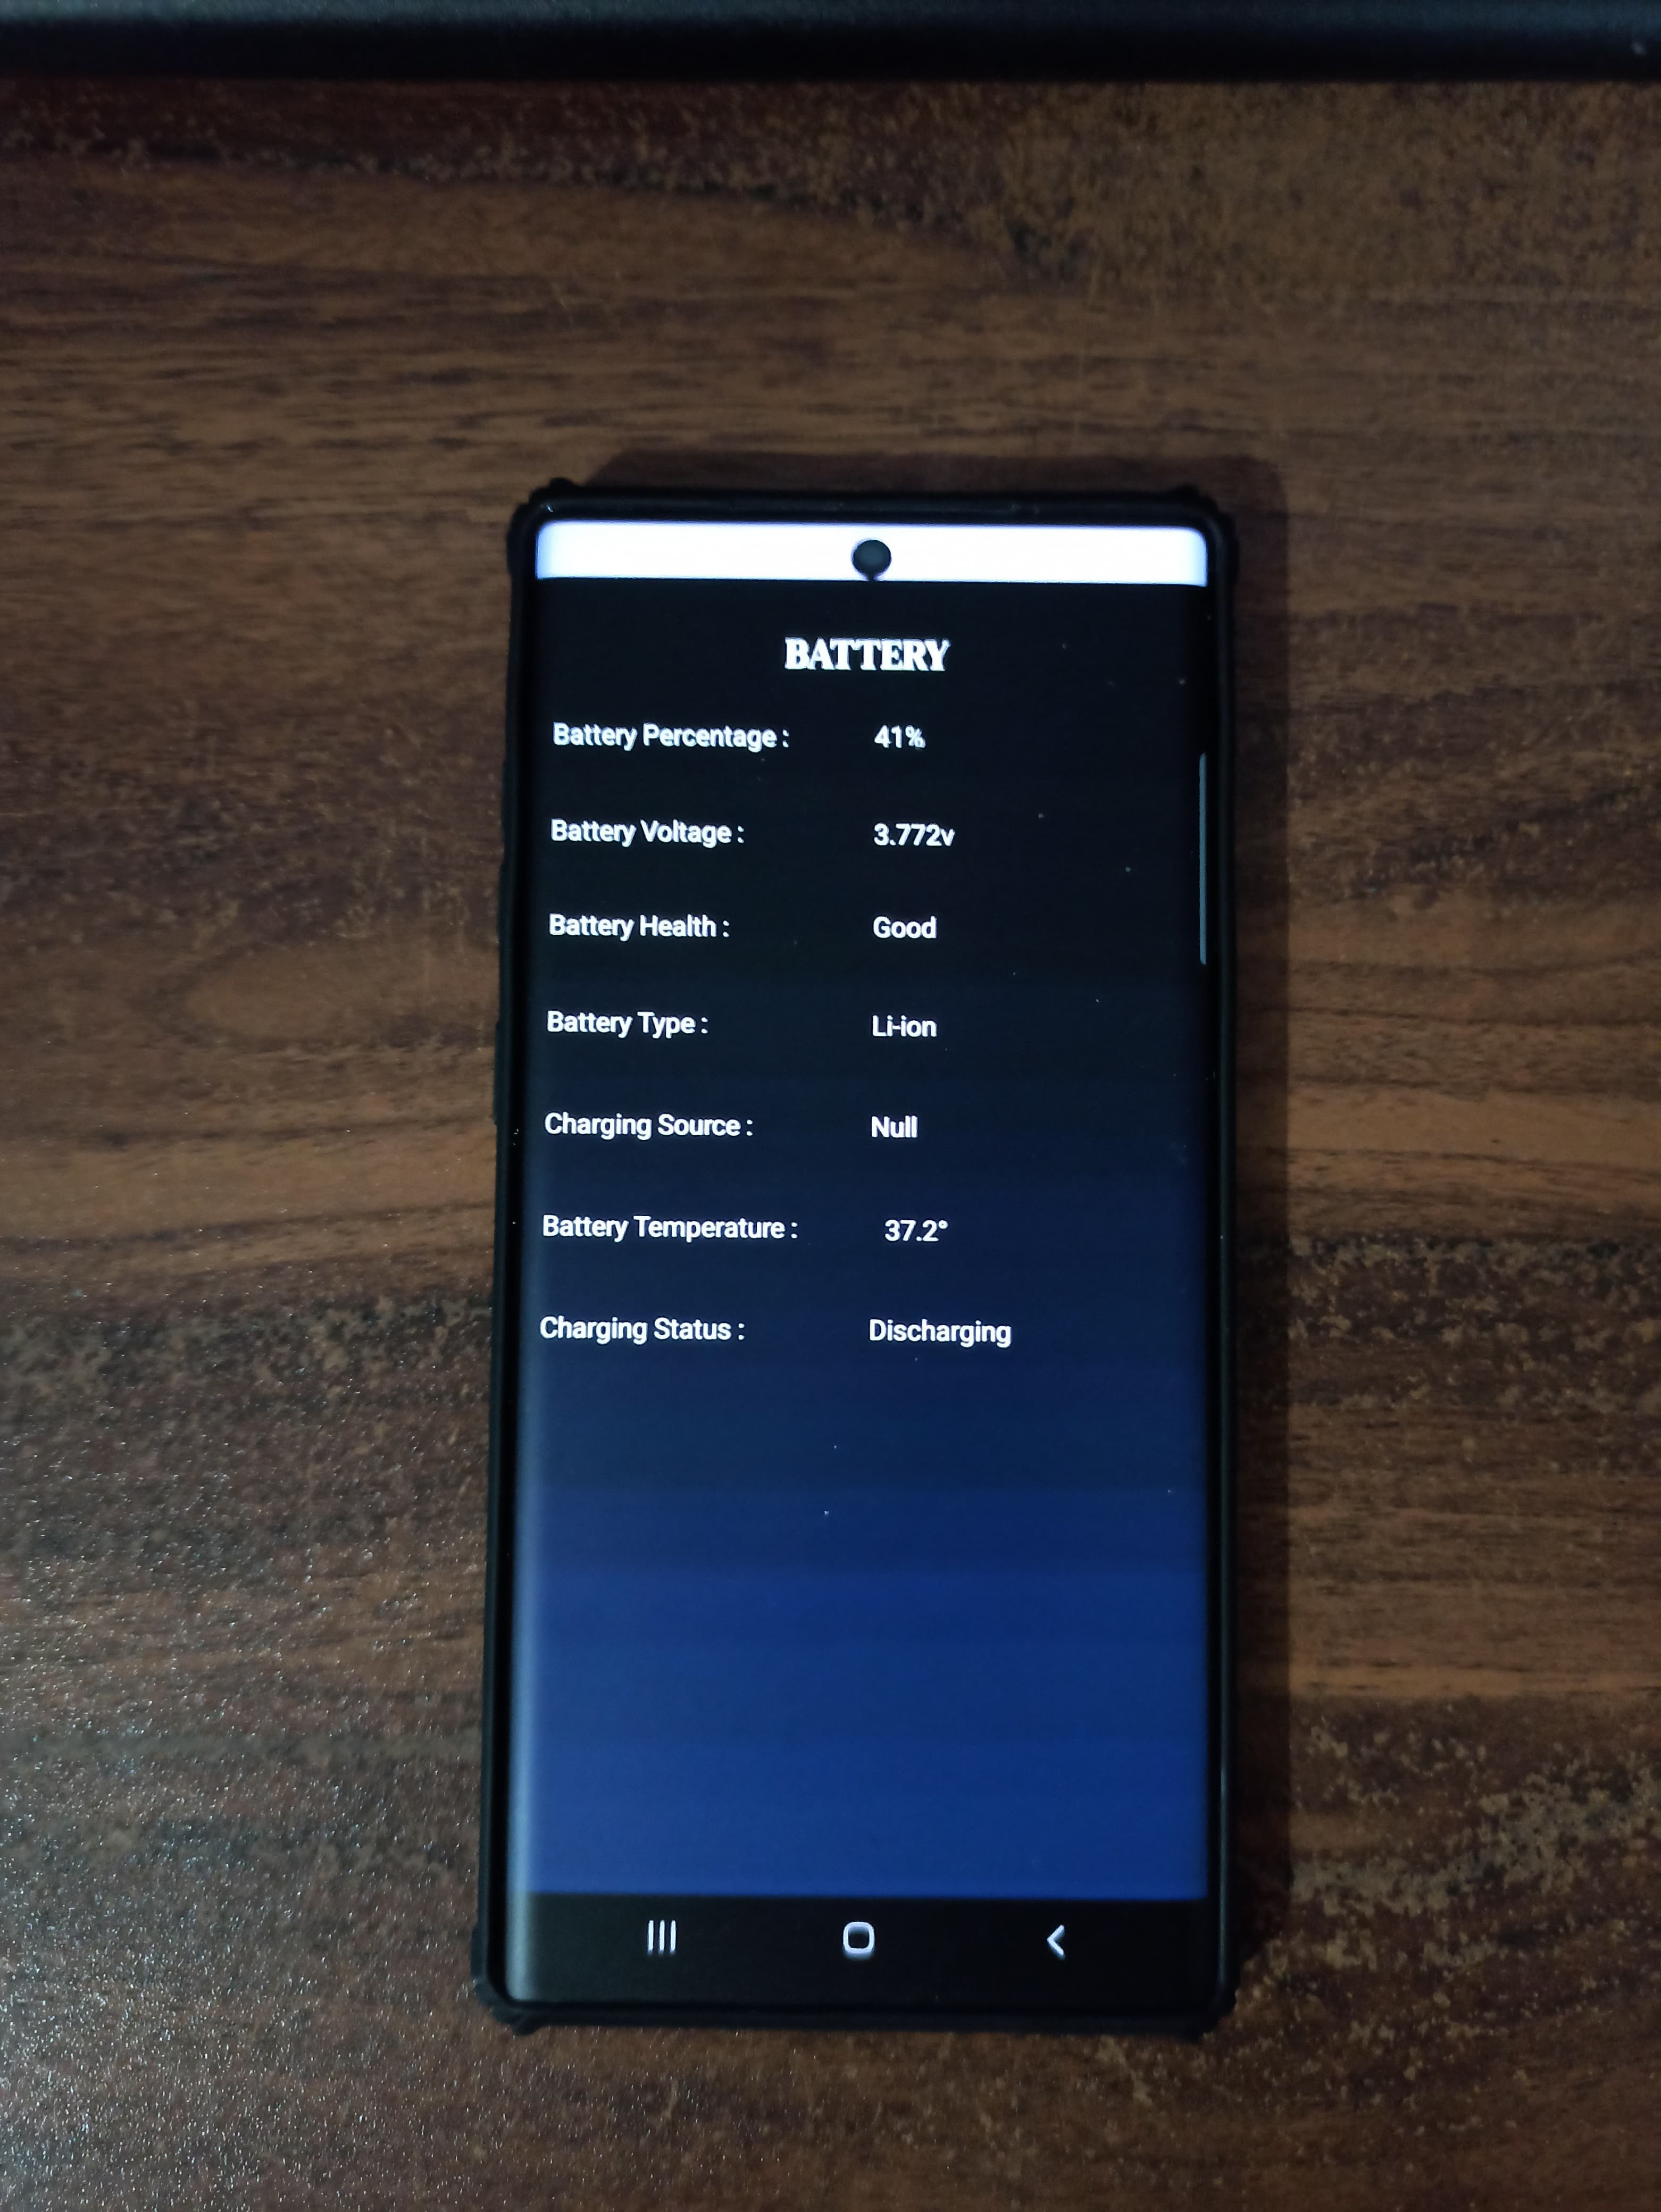 BATTERY
Battery Percentage : 41%
Battery Voltage : 3.772v
Battery Health : Good
Battery Type : Li-ion
Charging Source : Null
Battery Temperature : 37.2°
Charging Status : Discharging